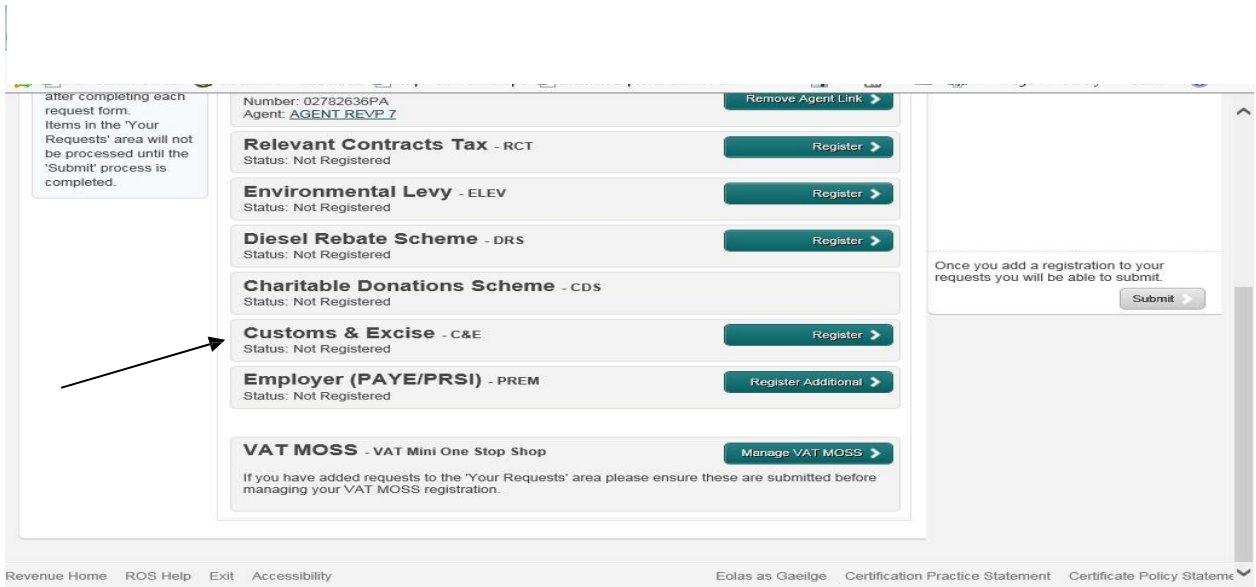 after completing each
request form.
Items in the 'Your
Requests' area will not
be processed until the
'Submit' process is
completed.
Number: 02782636PA
Agent: AGENT REVP 7
Remove Agent Link
Relevant Contracts Tax - RCT
Status: Not Registered
Register
Environmental Levy - ELEV
Status: Not Registered
Register
Diesel Rebate Scheme - DRS
Status: Not Registered
Register
Charitable Donations Scheme - CDS
Status: Not Registered
Customs & Excise - C&E
Status: Not Registered
Register
Employer (PAYE/PRSI) - PREM
Status: Not Registered
Register Additional
VAT MOSS - VAT Mini One Stop Shop
Manage VAT MOSS
If you have added requests to the 'Your Requests' area please ensure these are submitted before
managing your VAT MOSS registration.
Once you add a registration to your
requests you will be able to submit.
Submit
Revenue Home ROS Help Exit Accessibility
Eolas as Gaeilge Certification Practice Statement Certificate Policy Stateme